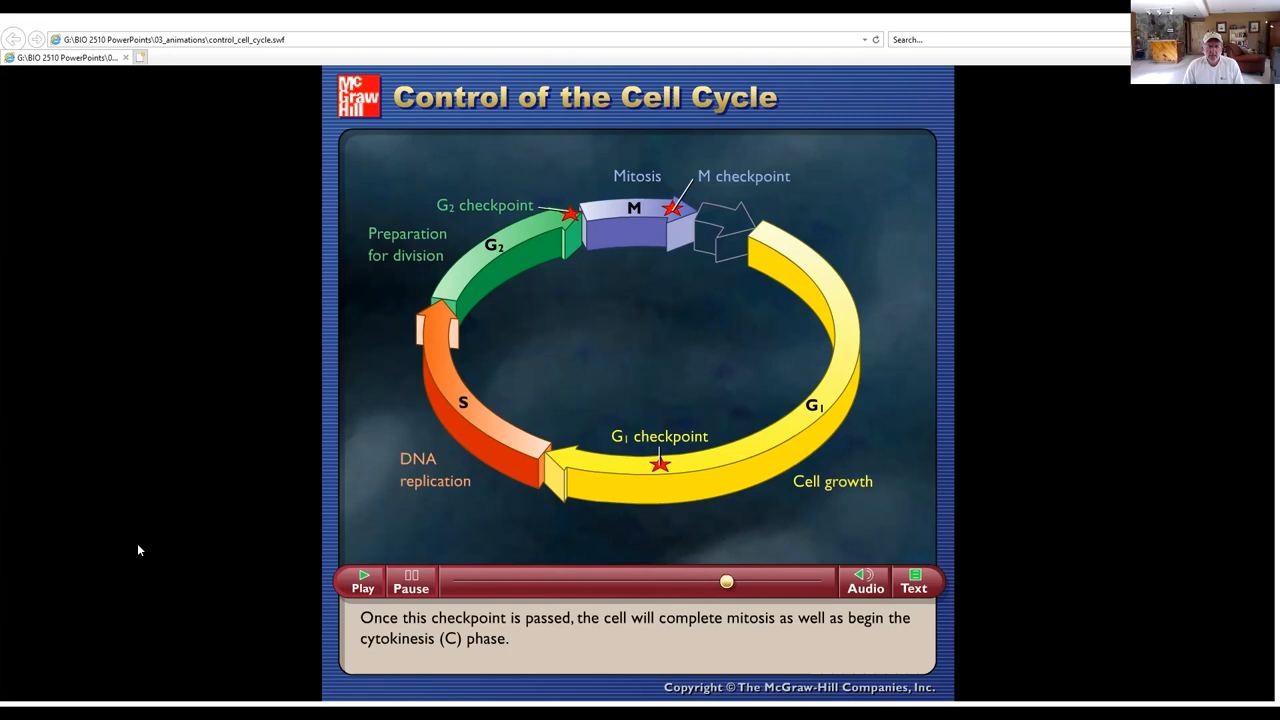 G:\BIO 2510 PowerPoints\03_animations\control_cell_cycle.swf
Search...
G:\BIO 2510 PowerPoints\0...
Mc
Graw
Hill
Control of the Cell Cycle
Mitosis
M checkpoint
G₂ checkpoint
M
Preparation
for division
G₂
S
G₁
G₁ checkpoint
DNA
replication
Cell growth
Play
Pause
Audio
Text
Once this checkpoint is passed, the cell will complete mitosis as well as begin the
cytokinesis (C) phase.
Copyright © The McGraw-Hill Companies, Inc.